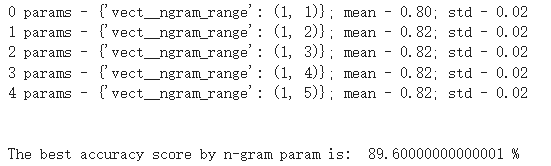 0 params - {'vect__ngram_range': (1, 1)}; mean - 0.80; std - 0.02
1 params - {'vect__ngram_range': (1, 2)}; mean - 0.82; std - 0.02
2 params - {'vect__ngram_range': (1, 3)}; mean - 0.82; std - 0.02
3 params - {'vect__ngram_range': (1, 4)}; mean - 0.82; std - 0.02
4 params - {'vect__ngram_range': (1, 5)}; mean - 0.82; std - 0.02
The best accuracy score by n-gram param is:  89.60000000000001 %